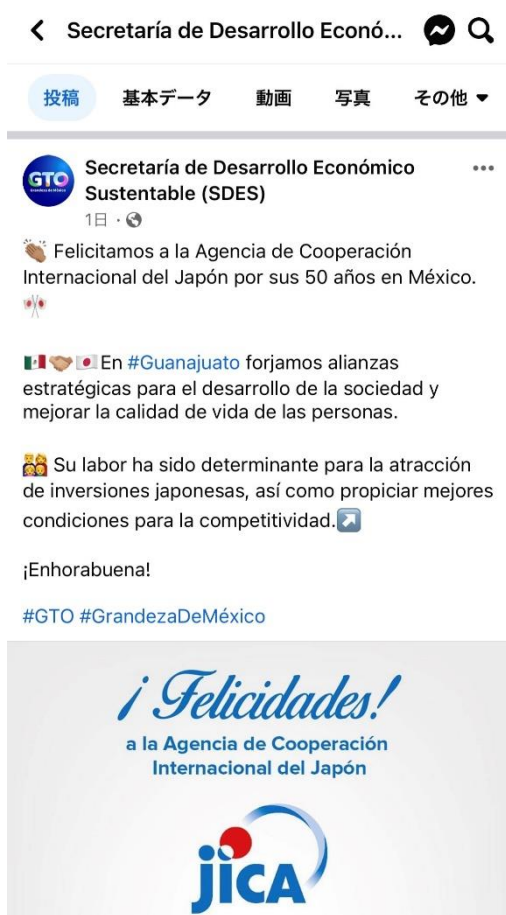 Secretaría de Desarrollo Econó...
投稿 基本データ 動画 写真 その他
GTO
Secretaría de Desarrollo Económico
Sustentable (SDES)
1日 ·
👏🏽 Felicitamos a la Agencia de Cooperación
Internacional del Japón por sus 50 años en México.
🎌
🇲🇽🤝🏽🇯🇵En #Guanajuato forjamos alianzas
estratégicas para el desarrollo de la sociedad y
mejorar la calidad de vida de las personas.
👨‍👩‍👧‍👦 Su labor ha sido determinante para la atracción
de inversiones japonesas, así como propiciar mejores
condiciones para la competitividad.↗️
¡Enhorabuena!
#GTO #GrandezaDeMéxico
¡Felicidades!
a la Agencia de Cooperación
Internacional del Japón
jICA